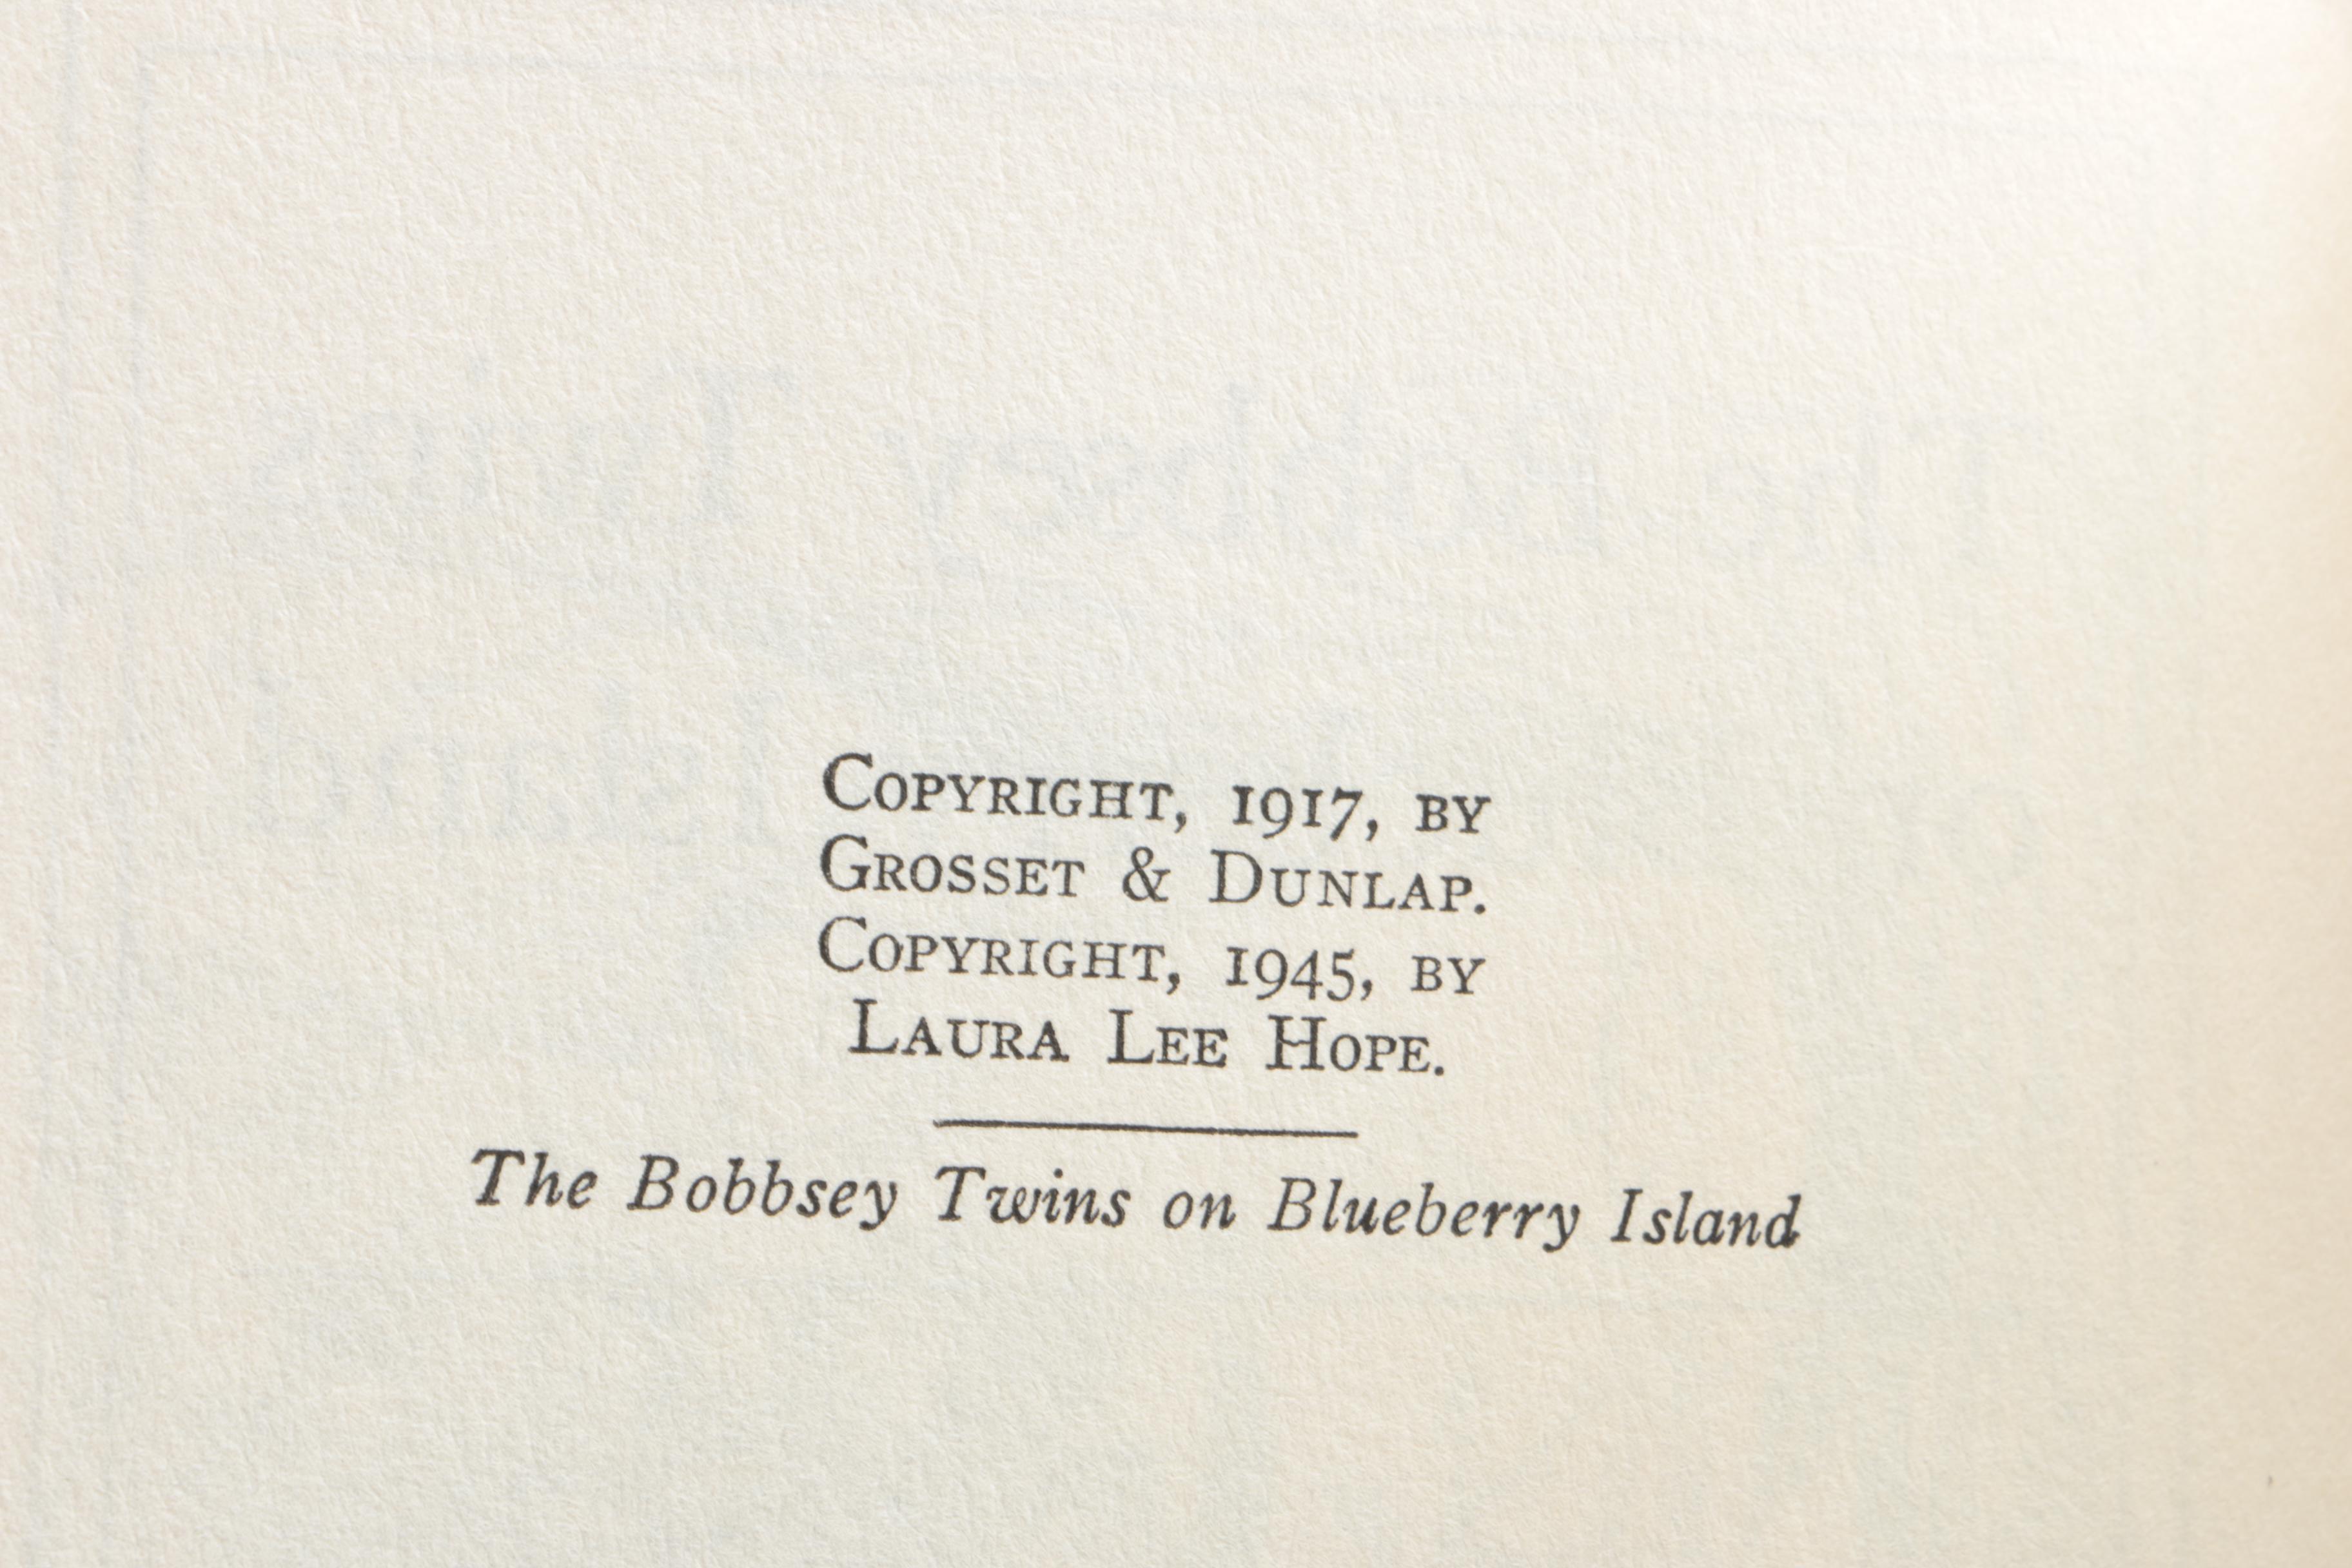 COPYRIGHT, 1917, BY
GROSSET & DUNLAP.
COPYRIGHT, 1945, BY
LAURA LEE HOPE.
The Bobbsey Twins on Blueberry Island